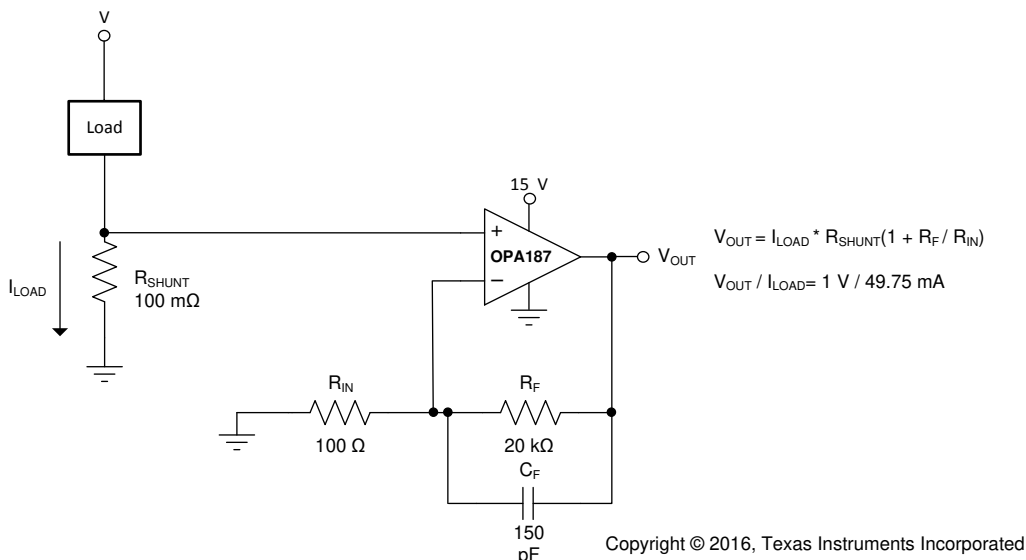 V
Load
15 V
+
OPA187
−
V_OUT
V_OUT = I_LOAD * R_SHUNT(1 + R_F / R_IN)
V_OUT / I_LOAD= 1 V / 49.75 mA
I_LOAD
R_SHUNT
100 mΩ
R_IN
100 Ω
R_F
20 kΩ
C_F
150
pF
Copyright © 2016, Texas Instruments Incorporated